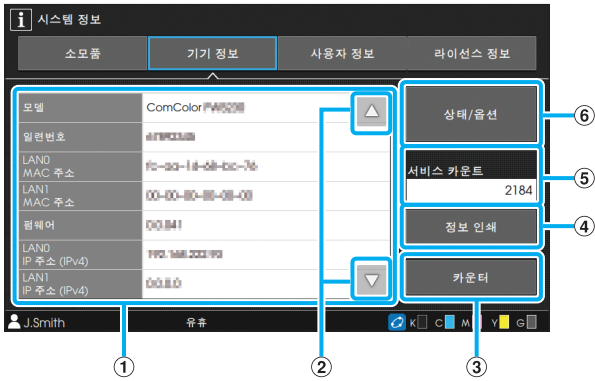 i 시스템 정보
소모품 기기 정보 사용자 정보 라이선스 정보
모델 ComColor
일련번호
LAN0
MAC 주소
LAN1
MAC 주소
펌웨어
LAN0
IP 주소 (IPv4)
LAN1
IP 주소 (IPv4)
상태/옵션
서비스 카운트
2184
정보 인쇄
카운터
J.Smith 유휴 K C M Y G
① ② ③ ④ ⑤ ⑥